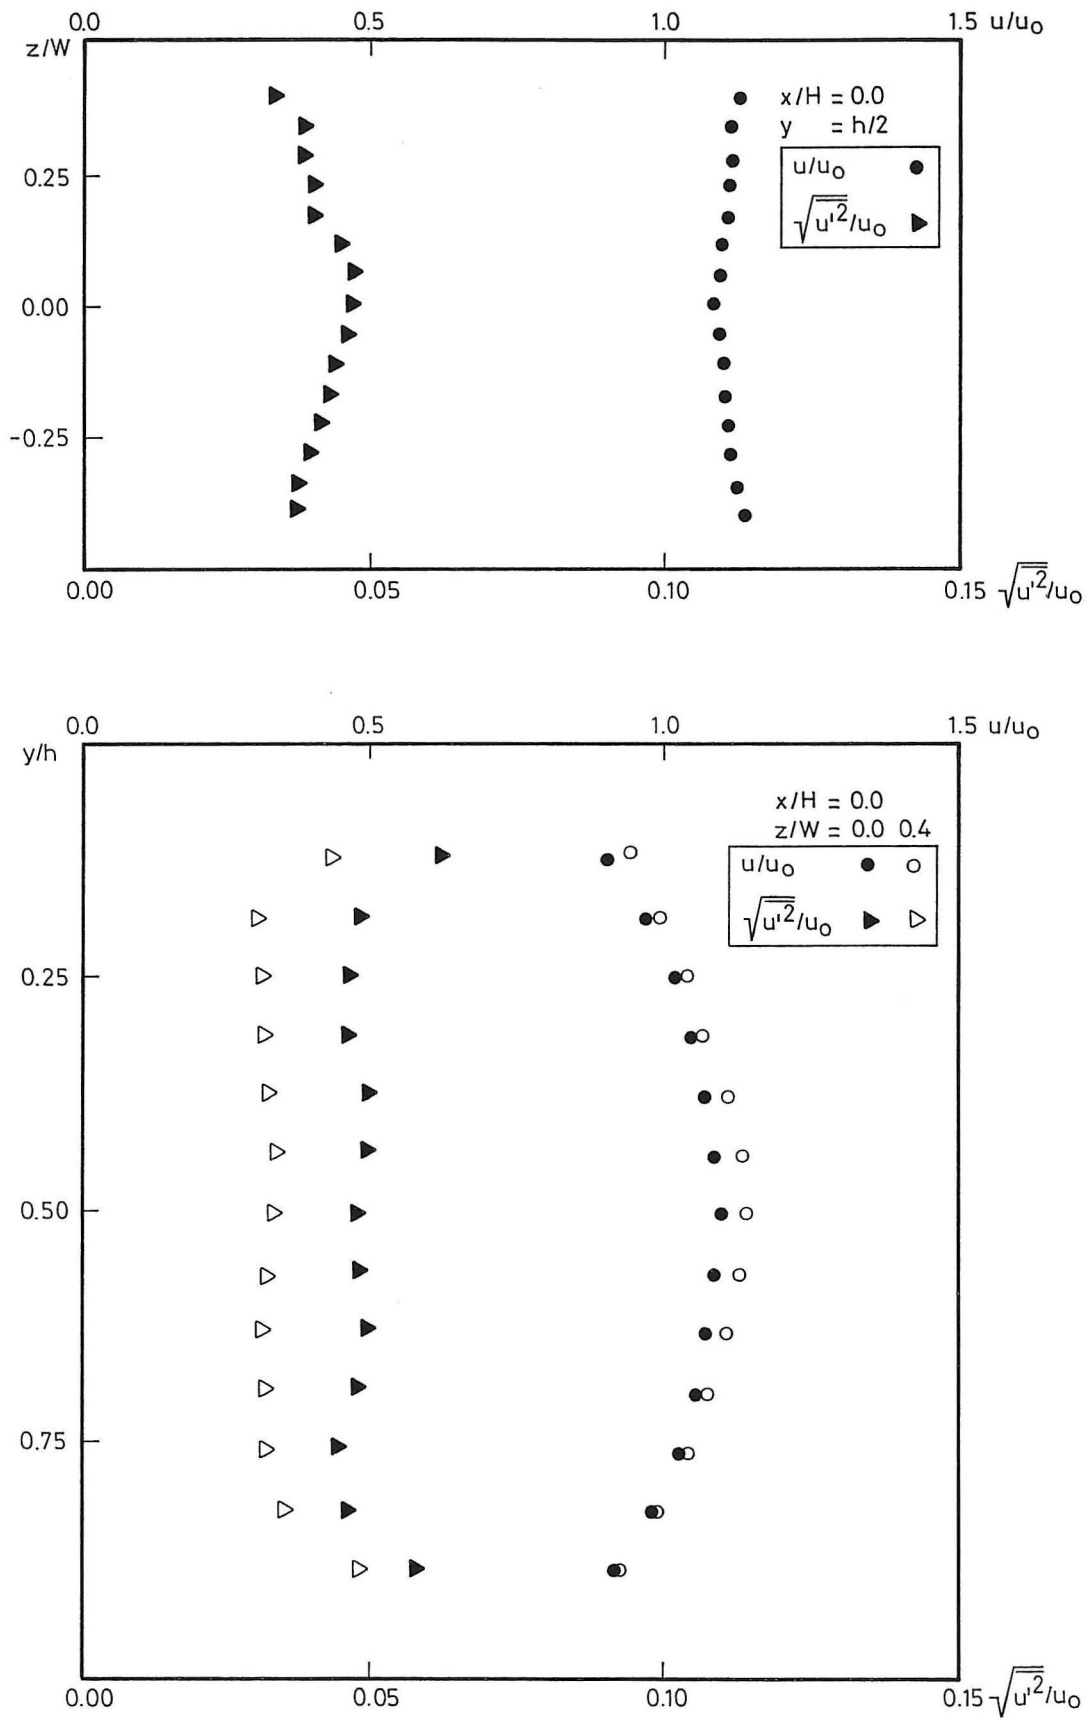 0.0 0.5 1.0 1.5 u/u₀
z/W
x/H = 0.0
y = h/2
u/u₀
√u'²/u₀
0.25
0.00
-0.25
0.00 0.05 0.10 0.15 √u'²/u₀
0.0 0.5 1.0 1.5 u/u₀
y/h
x/H = 0.0
z/W = 0.0 0.4
u/u₀
√u'²/u₀
0.25
0.50
0.75
0.00 0.05 0.10 0.15 √u'²/u₀